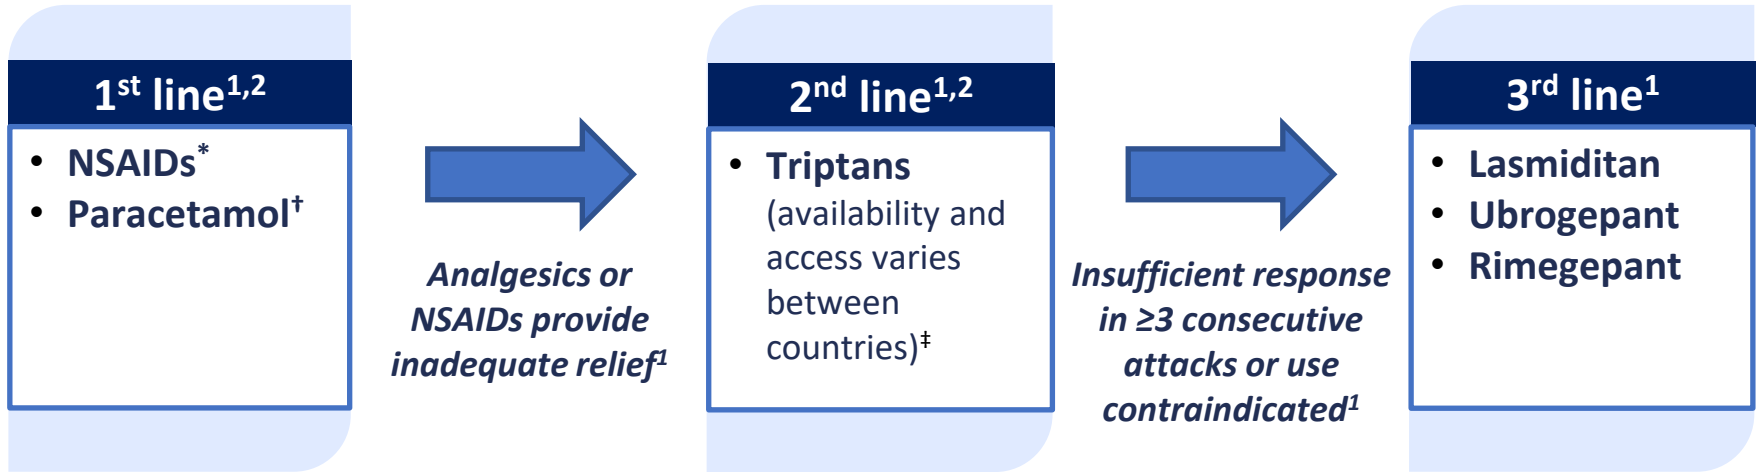 1st line1,2
• NSAIDs*
• Paracetamol†
Analgesics or
NSAIDs provide
inadequate relief1
2nd line1,2
• Triptans
(availability and
access varies
between
countries)‡
Insufficient response
in ≥3 consecutive
attacks or use
contraindicated1
3rd line1
• Lasmiditan
• Ubrogepant
• Rimegepant